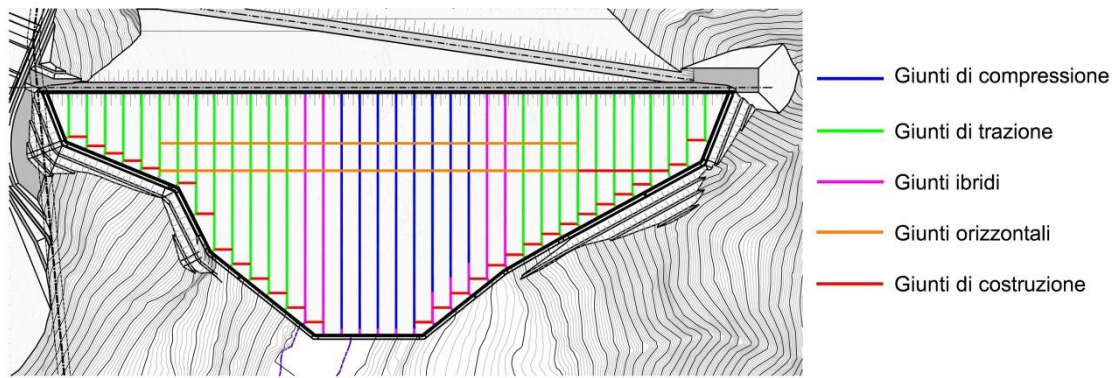 Giunti di compressione
Giunti di trazione
Giunti ibridi
Giunti orizzontali
Giunti di costruzione